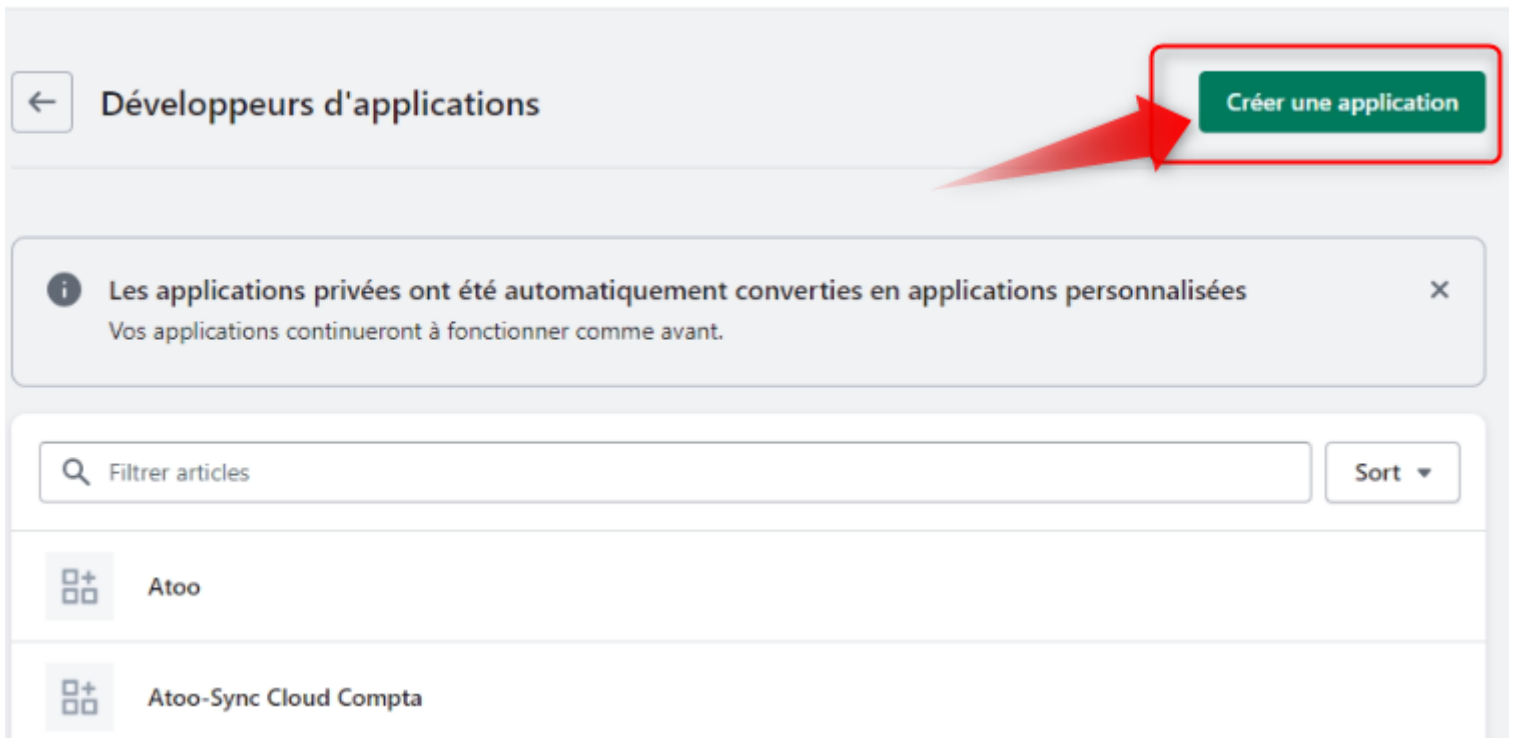 Développeurs d'applications
Créer une application
Les applications privées ont été automatiquement converties en applications personnalisées
Vos applications continueront à fonctionner comme avant.
Filtrer articles
Sort
Atoo
Atoo-Sync Cloud Compta